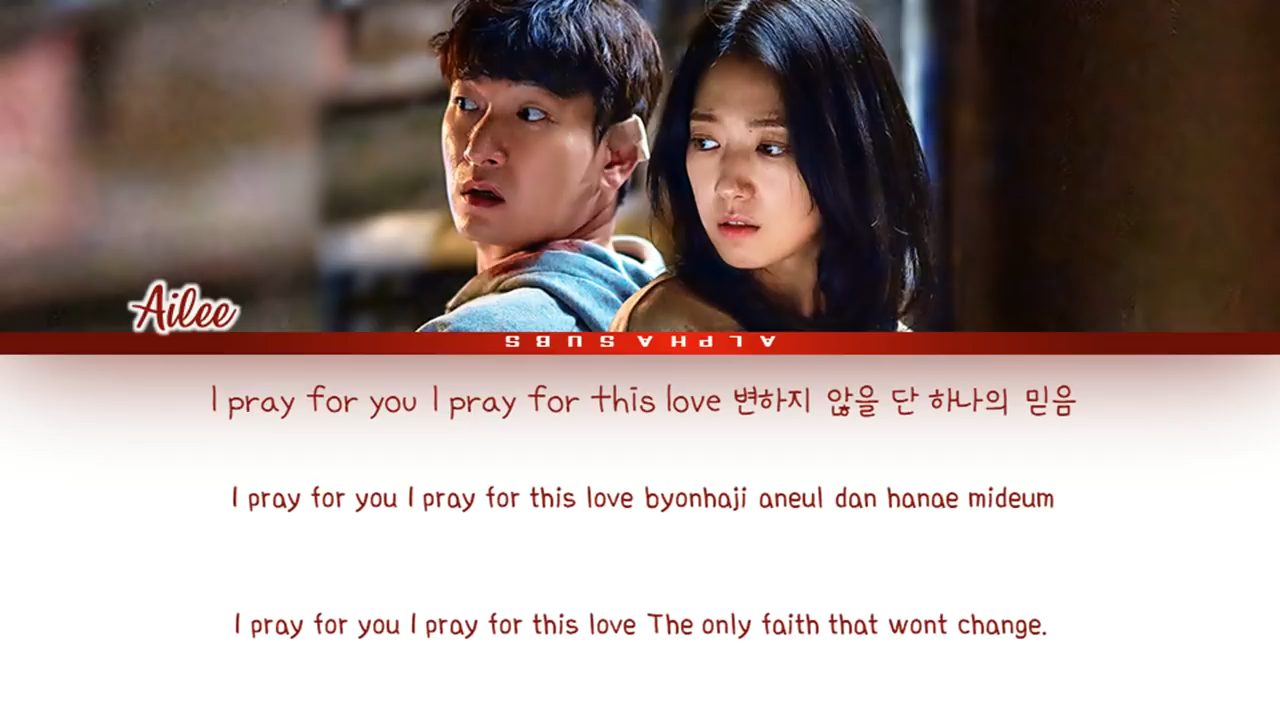 Ailee
ALPHASUBS
I pray for you I pray for this love 변하지 않을 단 하나의 믿음
I pray for you I pray for this love byonhaji aneul dan hanae mideum
I pray for you I pray for this love The only faith that wont change.